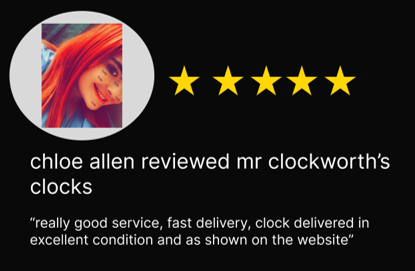 chloe allen reviewed mr clockworth’s
clocks
“really good service, fast delivery, clock delivered in
excellent condition and as shown on the website”